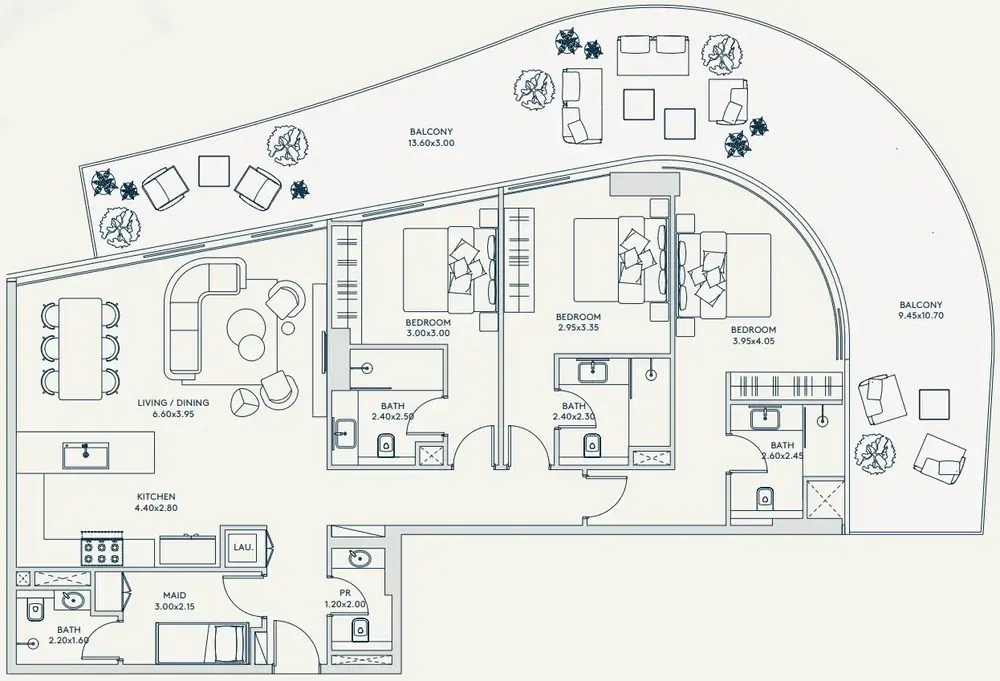 BALCONY
13.60x3.00
BALCONY
9.45x10.70
BEDROOM
3.00x3.00
BEDROOM
2.95x3.35
BEDROOM
3.95x4.05
LIVING / DINING
6.60x3.95
BATH
2.40x2.50
BATH
2.40x2.30
BATH
2.60x2.45
KITCHEN
4.40x2.80
LAU.
MAID
3.00x2.15
PR
1.20x2.00
BATH
2.20x1.60